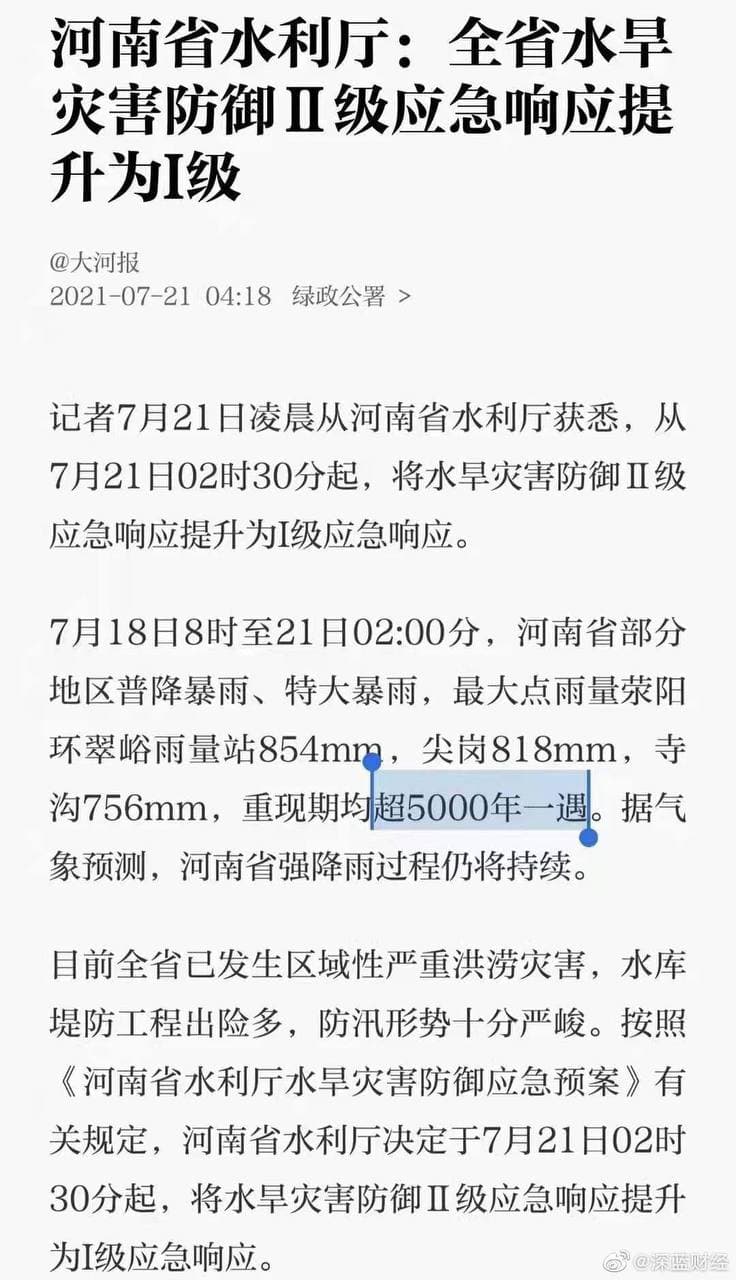 河南省水利厅：全省水旱
灾害防御Ⅱ级应急响应提
升为I级
@大河报
2021-07-21 04:18 绿政公署 >
记者7月21日凌晨从河南省水利厅获悉，从
7月21日02时30分起，将水旱灾害防御Ⅱ级
应急响应提升为I级应急响应。
7月18日8时至21日02:00分，河南省部分
地区普降暴雨、特大暴雨，最大点雨量荥阳
环翠峪雨量站854mm，尖岗818mm，寺
沟756mm，重现期均超5000年一遇。据气
象预测，河南省强降雨过程仍将持续。
目前全省已发生区域性严重洪涝灾害，水库
堤防工程出险多，防汛形势十分严峻。按照
《河南省水利厅水旱灾害防御应急预案》有
关规定，河南省水利厅决定于7月21日02时
30分起，将水旱灾害防御Ⅱ级应急响应提升
为I级应急响应。
@深蓝财经